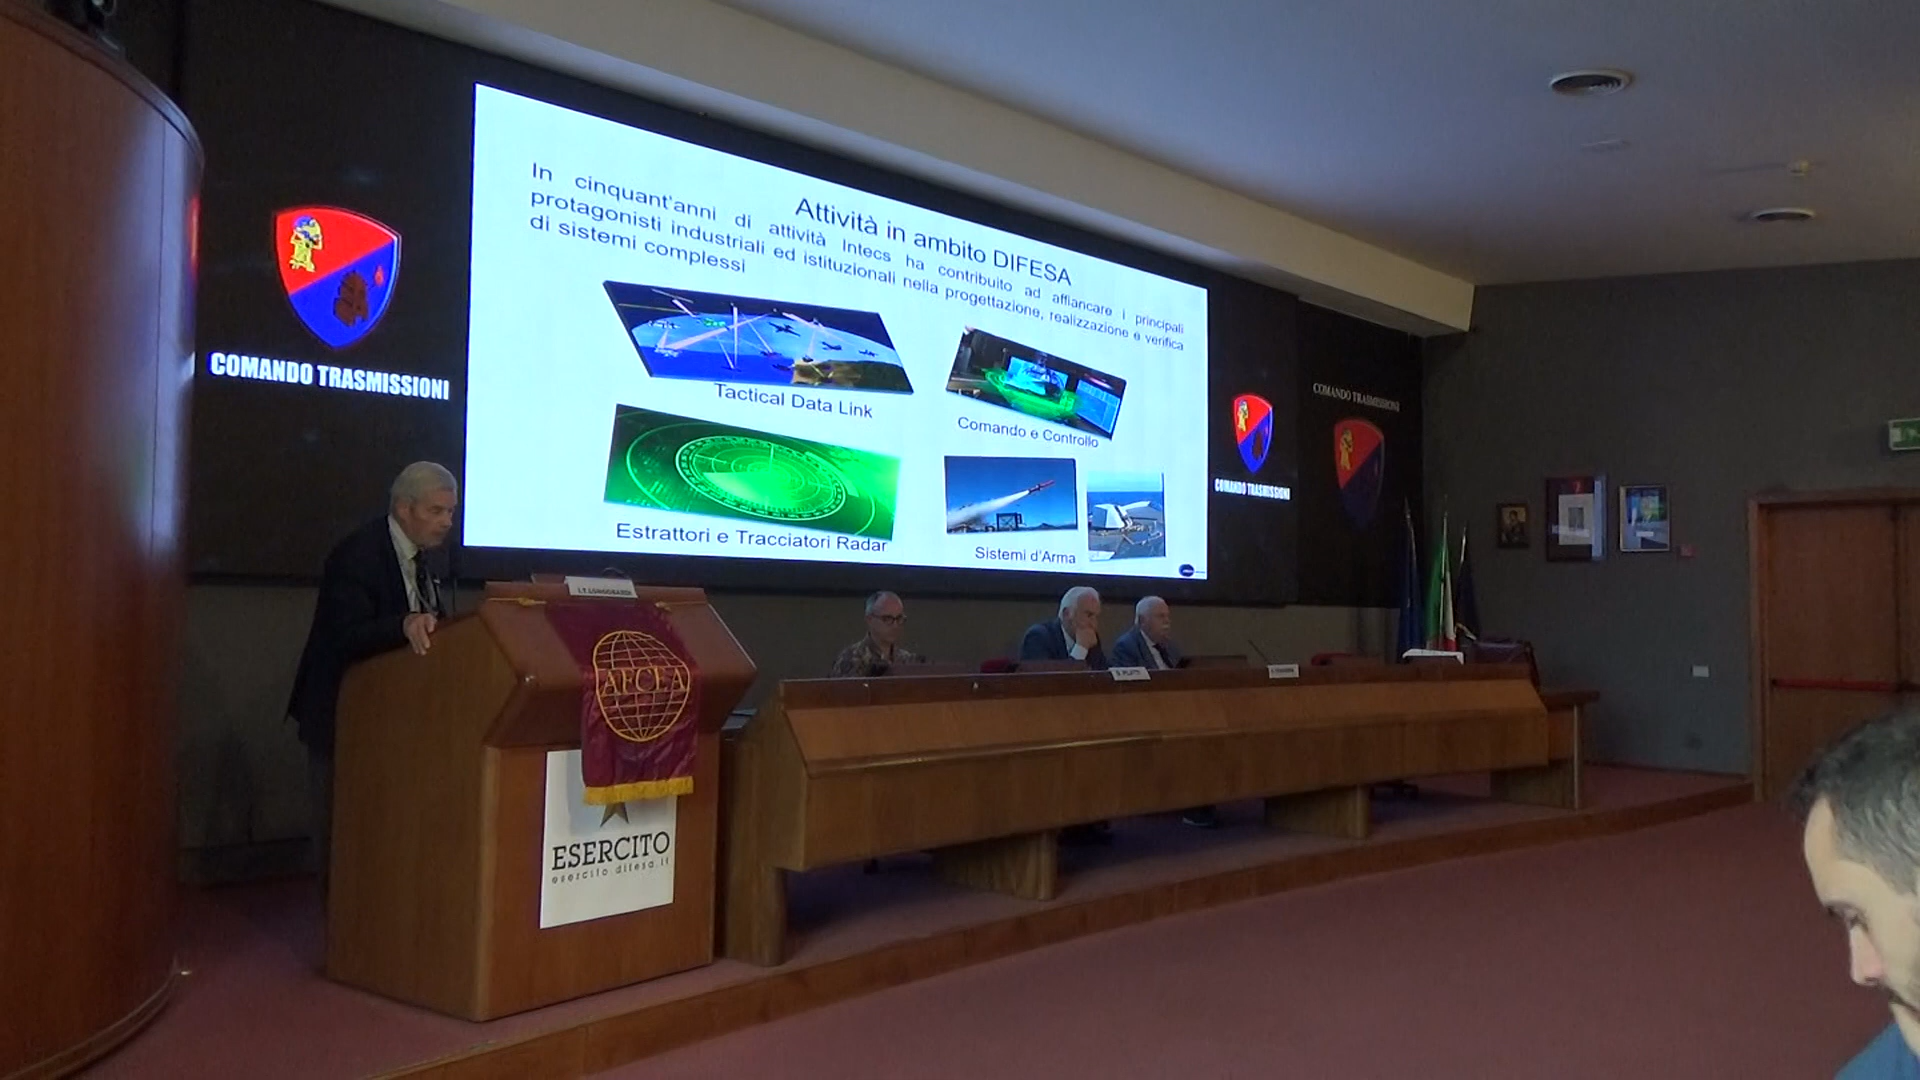 COMANDO TRASMISSIONI
Attività in ambito DIFESA
In cinquant'anni di attività Intecs ha contribuito ad affiancare i principali
protagonisti industriali ed istituzionali nella progettazione, realizzazione e verifica
di sistemi complessi
Tactical Data Link
Comando e Controllo
Estrattori e Tracciatori Radar
Sistemi d'Arma
COMANDO TRASMISSIONI
COMANDO TRASMISSIONI
I.T. LONGOBARDI
AFCEA
ESERCITO
esercito.difesa.it